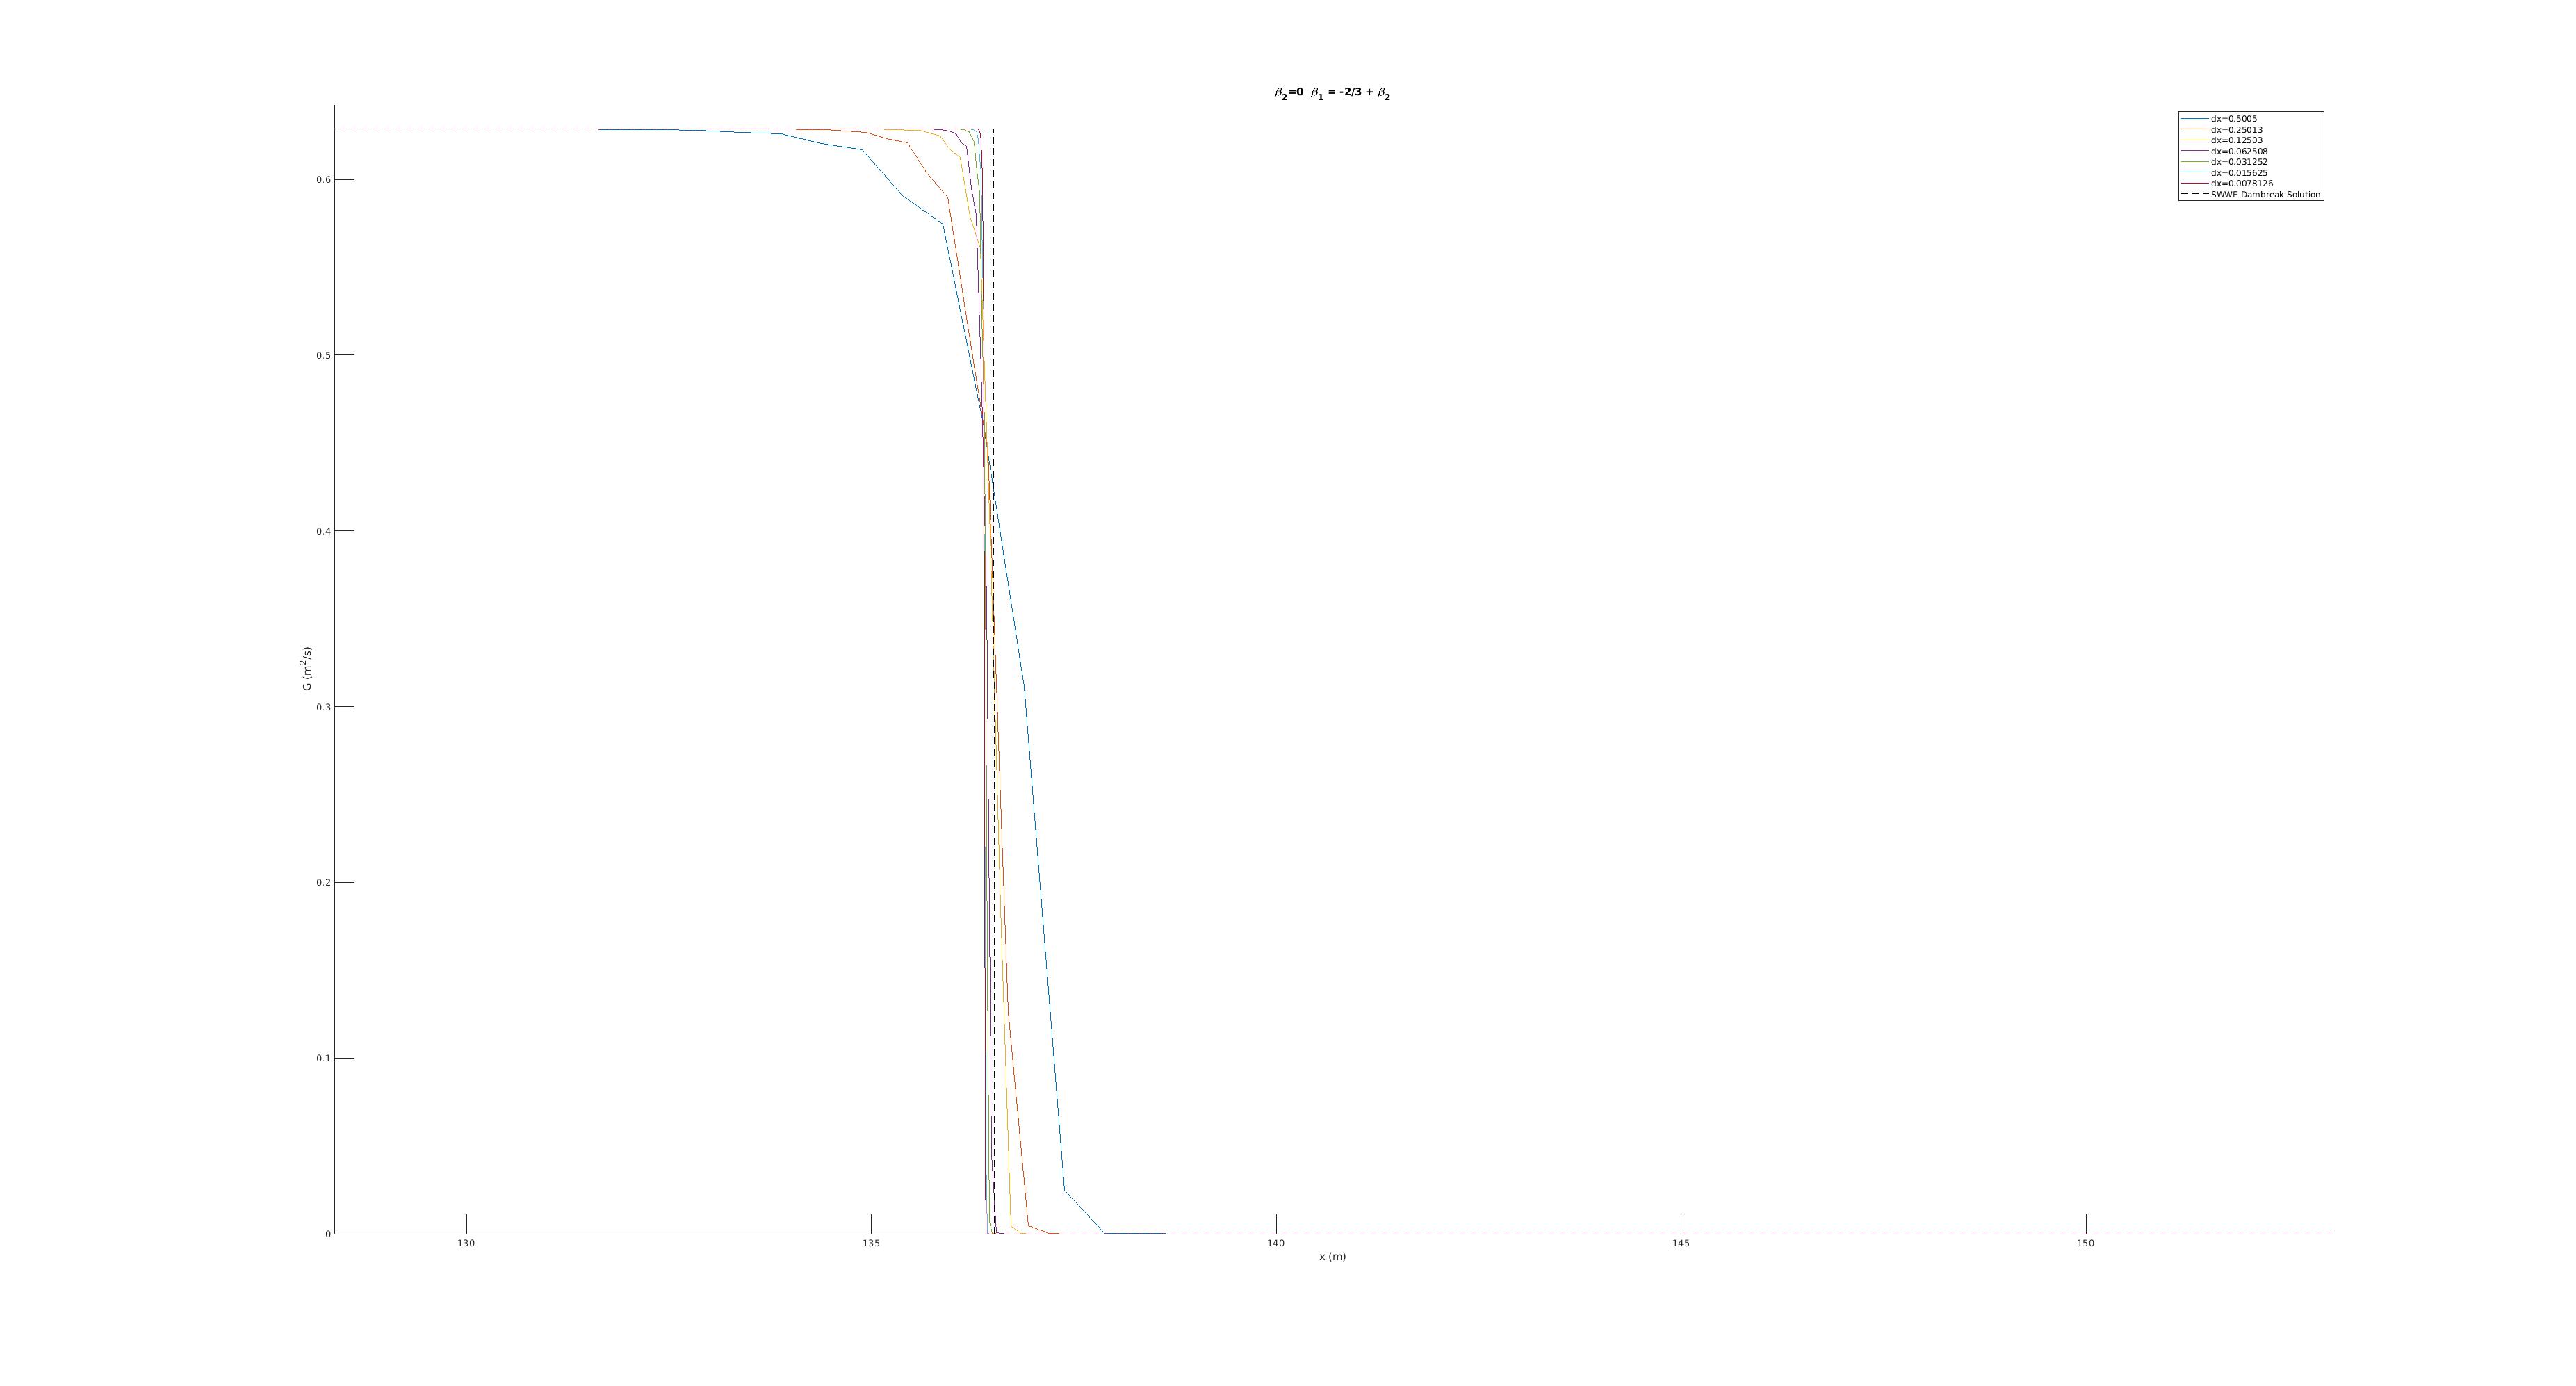 β2=0 β1 = -2/3 + β2
dx=0.5005
dx=0.25013
dx=0.12503
dx=0.062508
dx=0.031252
dx=0.015625
dx=0.0078126
SWWE Dambreak Solution
0.6
0.5
0.4
0.3
0.2
0.1
0
G (m2/s)
130 135 140 145 150
x (m)